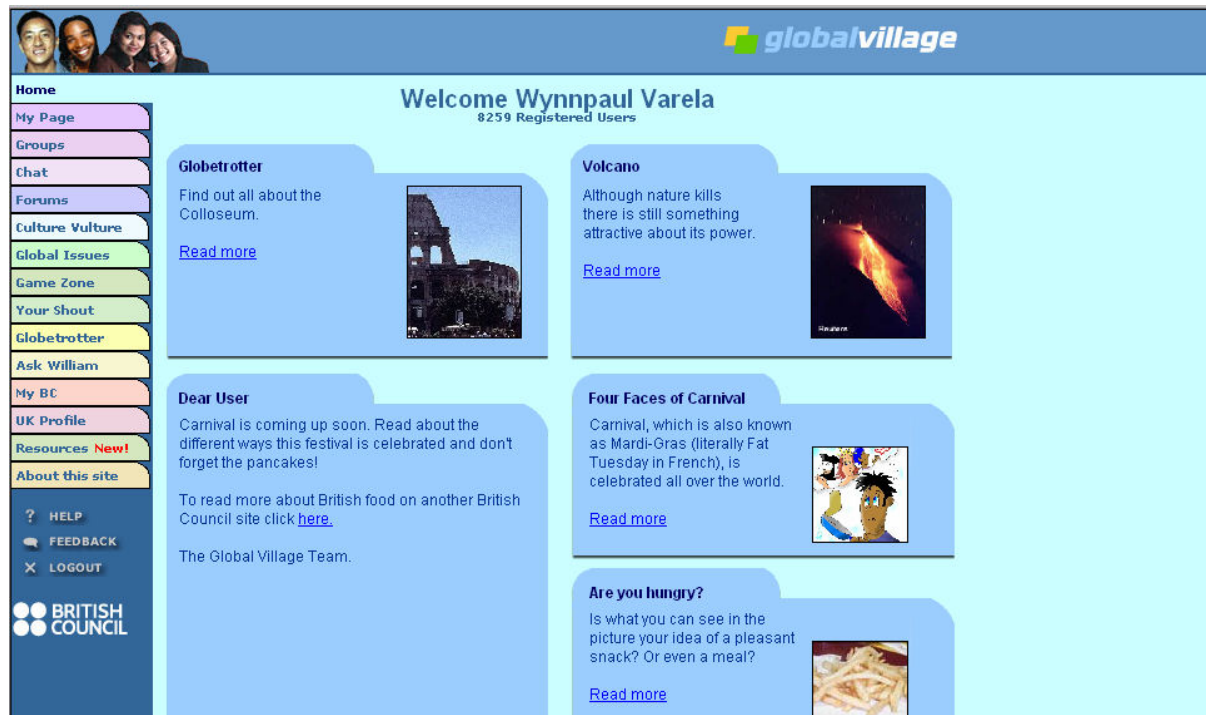 globalvillage
Home
My Page
Groups
Chat
Forums
Culture Vulture
Global Issues
Game Zone
Your Shout
Globetrotter
Ask William
My BC
UK Profile
Resources New!
About this site
? HELP
FEEDBACK
X LOGOUT
BRITISH
COUNCIL
Welcome Wynnpaul Varela
8259 Registered Users
Globetrotter
Find out all about the
Colloseum.
Read more
Volcano
Although nature kills
there is still something
attractive about its power.
Read more
Reuters
Dear User
Carnival is coming up soon. Read about the
different ways this festival is celebrated and don't
forget the pancakes!
To read more about British food on another British
Council site click here.
The Global Village Team.
Four Faces of Carnival
Carnival, which is also known
as Mardi-Gras (literally Fat
Tuesday in French), is
celebrated all over the world.
Read more
Are you hungry?
Is what you can see in the
picture your idea of a pleasant
snack? Or even a meal?
Read more